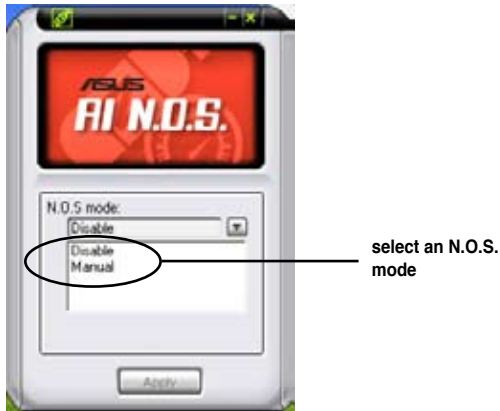 ASUS
AI N.O.S.
N.O.S mode:
Disable
Disable
Manual
select an N.O.S.
mode
Apply